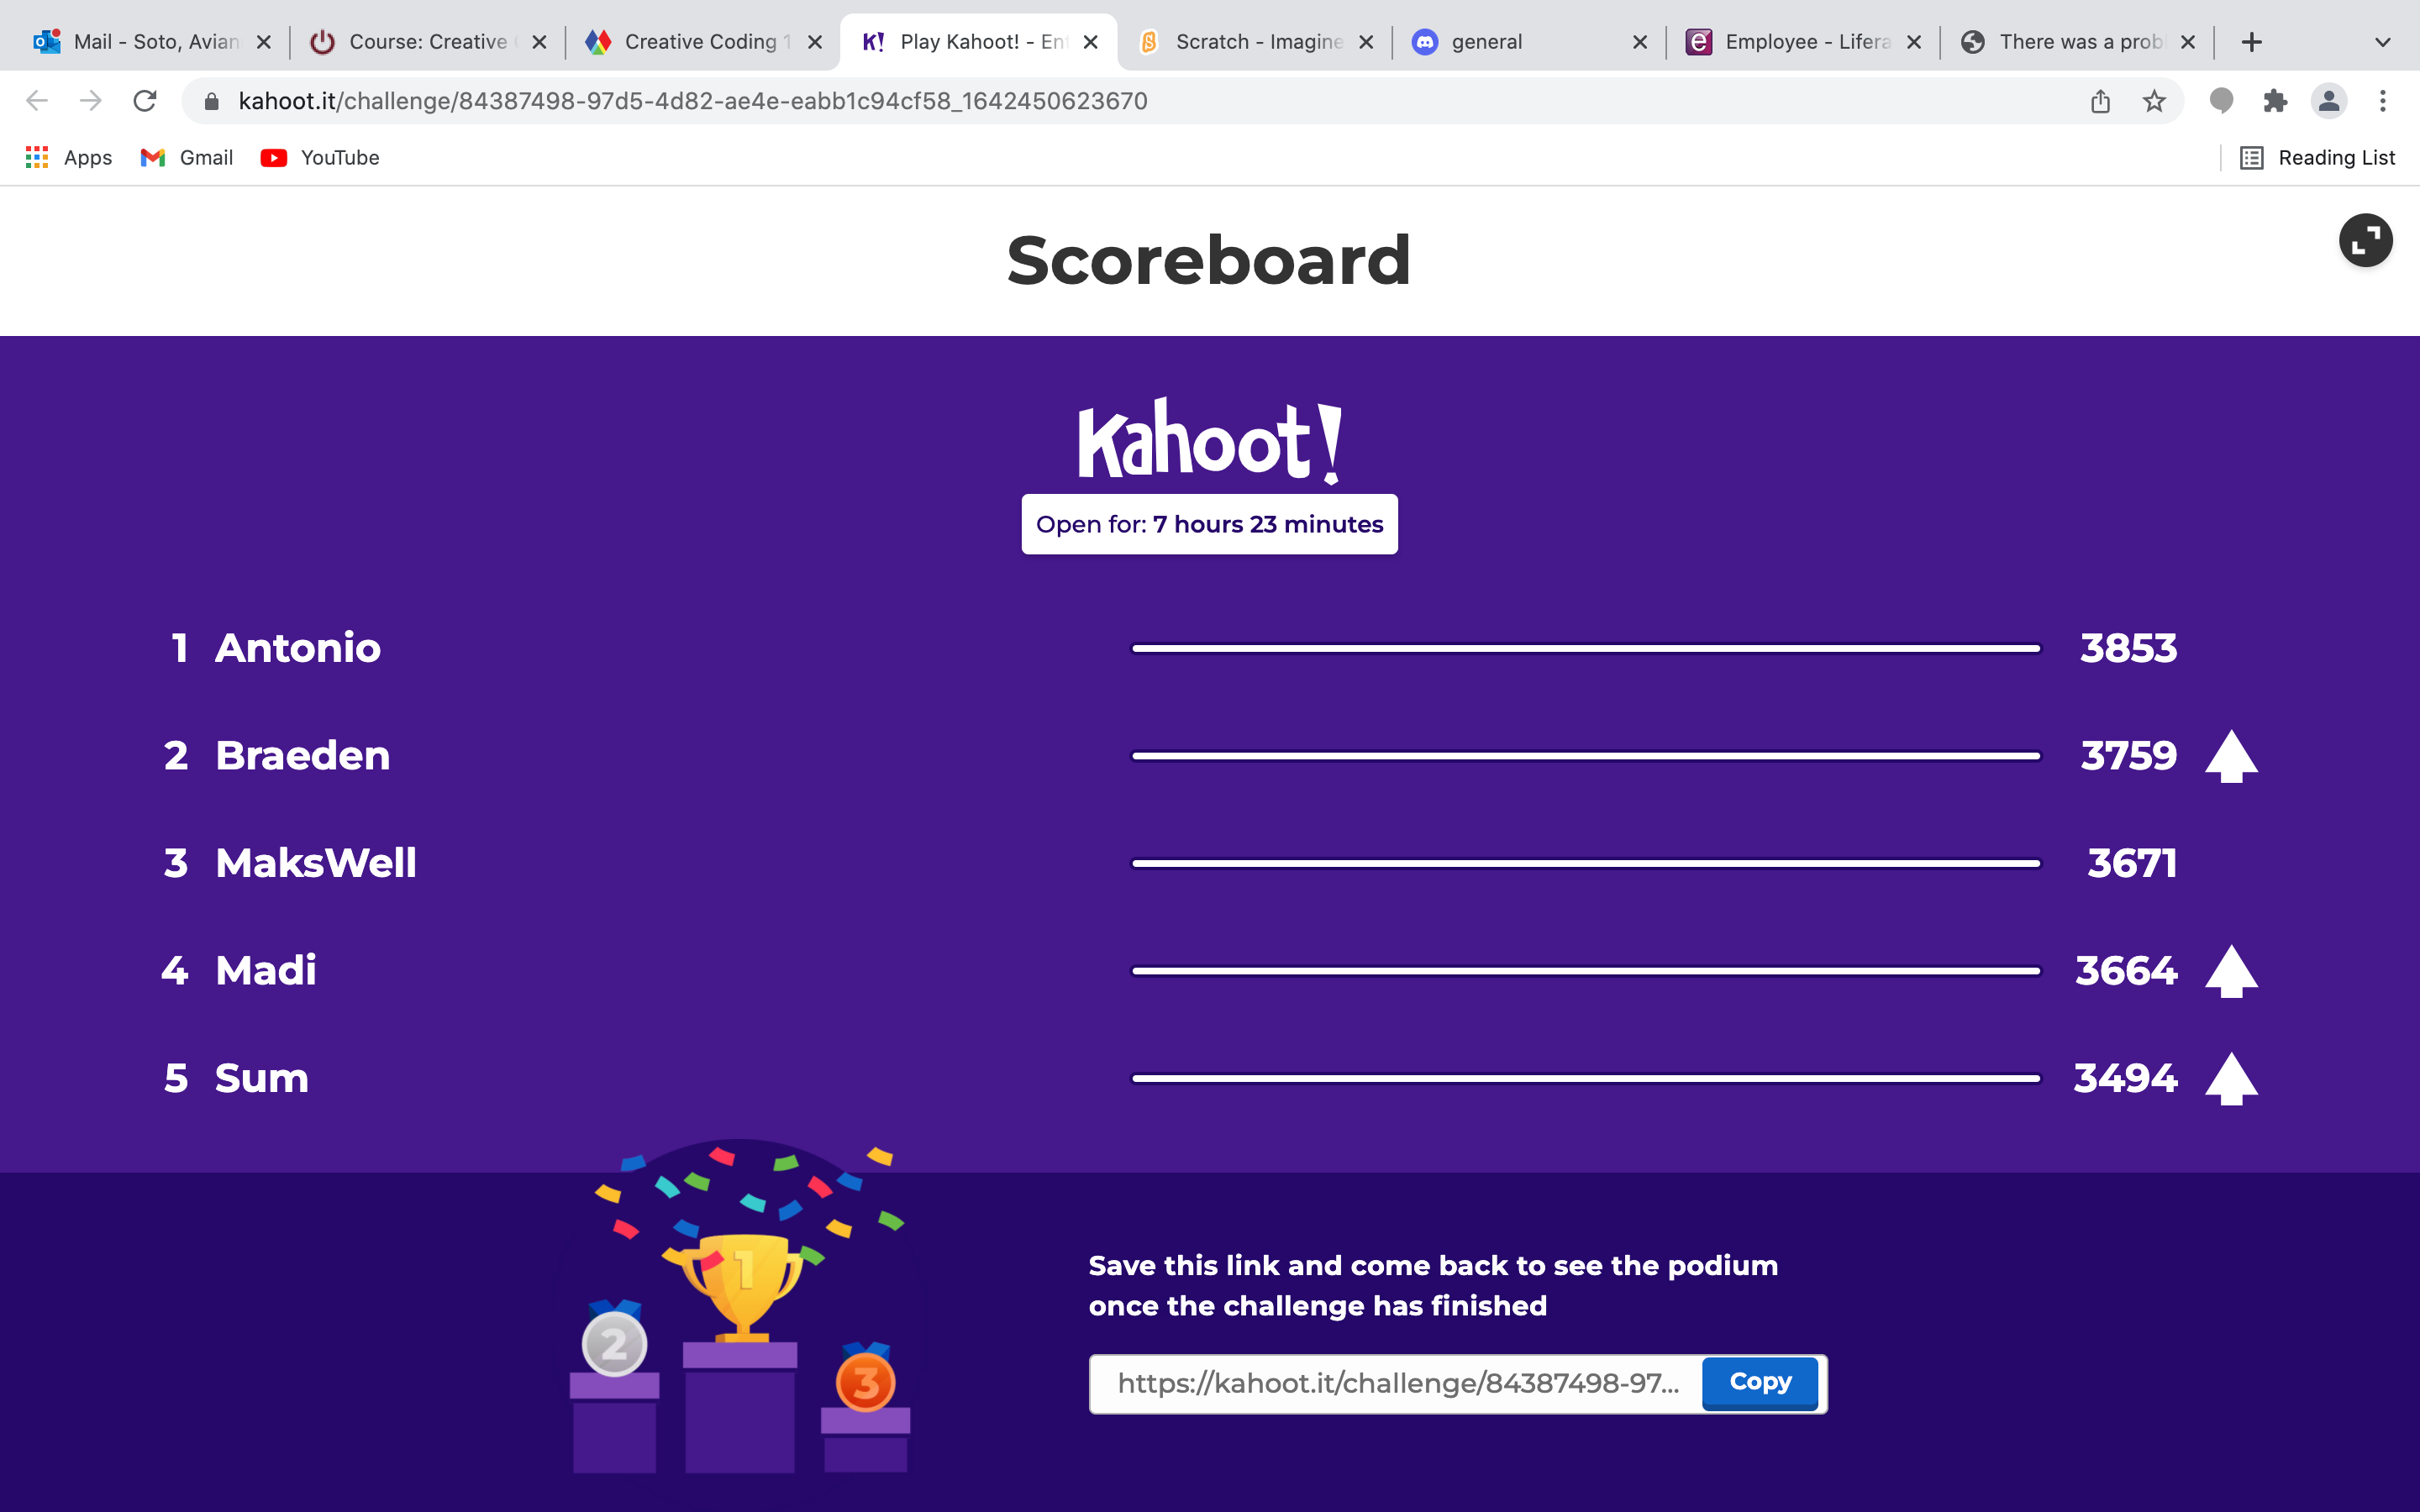 Mail - Soto, Avian
Course: Creative
Creative Coding 1
K! Play Kahoot! - Ent
Scratch - Imagine
general
Employee - Lifera
There was a prob
kahoot.it/challenge/84387498-97d5-4d82-ae4e-eabb1c94cf58_1642450623670
Apps Gmail YouTube Reading List
Scoreboard
Kahoot!
Open for: 7 hours 23 minutes
1 Antonio 3853
2 Braeden 3759
3 MaksWell 3671
4 Madi 3664
5 Sum 3494
1
2
3
Save this link and come back to see the podium
once the challenge has finished
https://kahoot.it/challenge/84387498-97... Copy